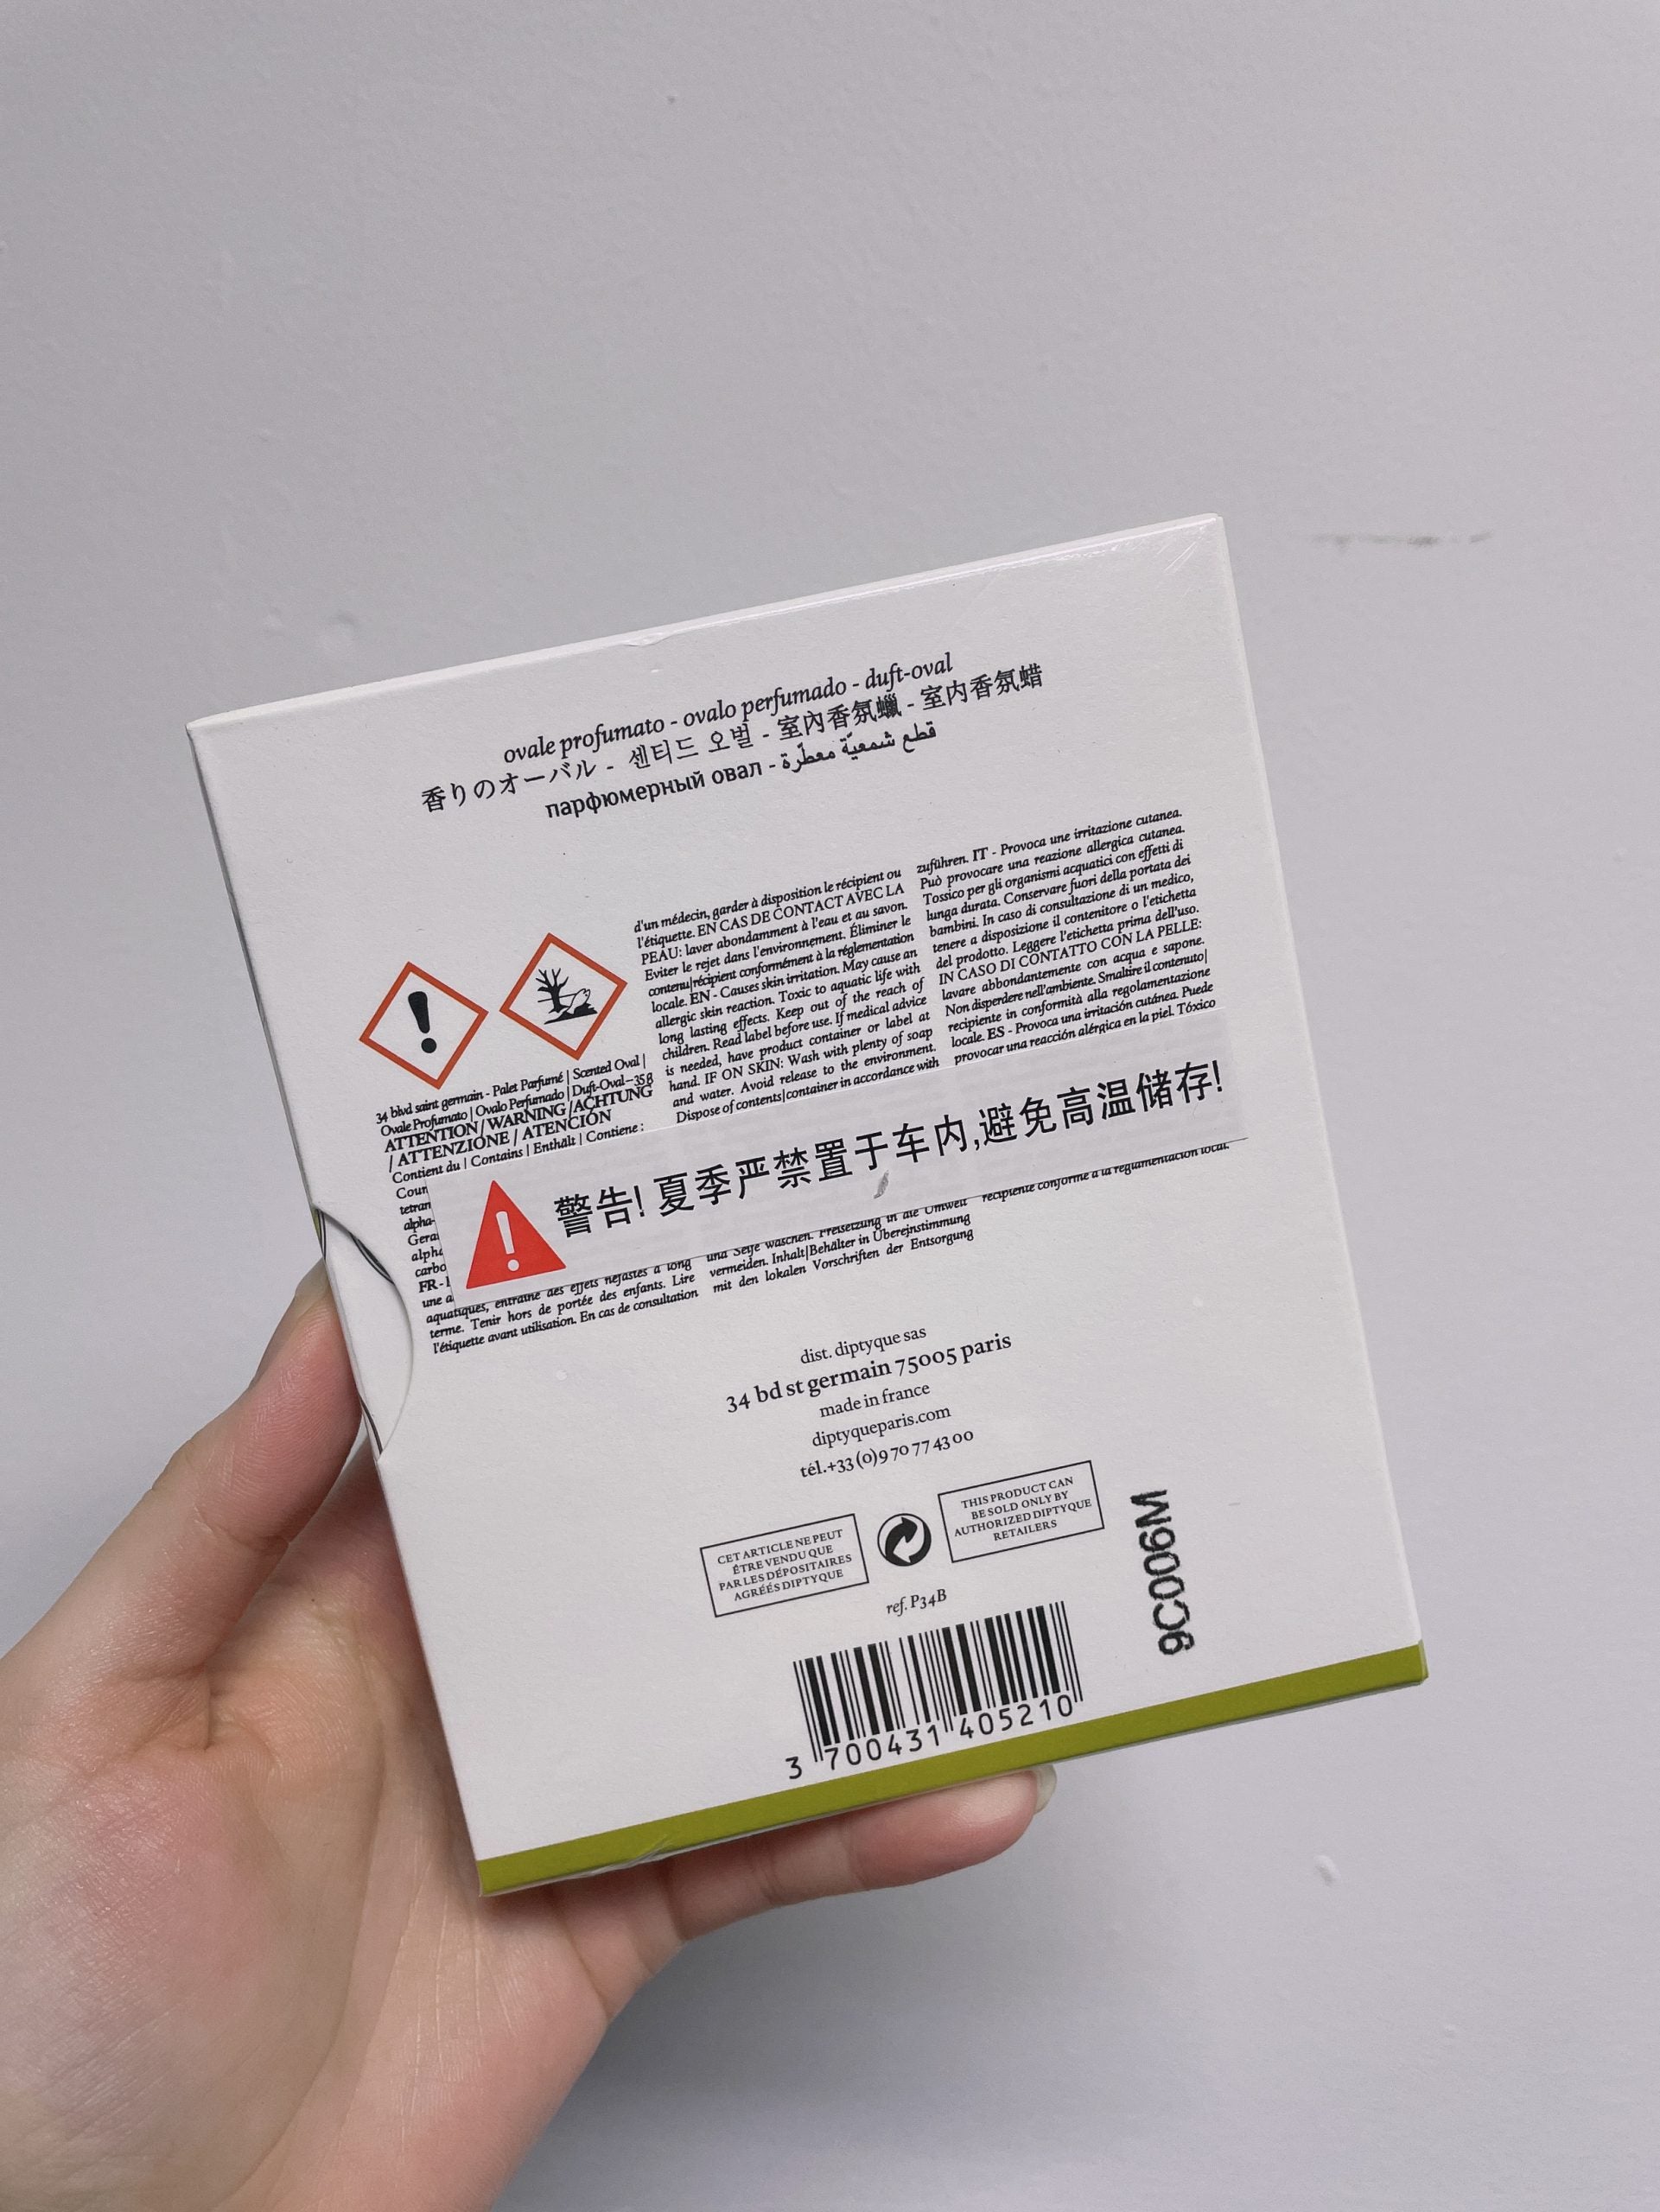 ovale profumato - ovalo perfumado - duft-oval
香りのオーバル - 센티드 오벌 - 室內香氛蠟 - 室内香氛蜡
парфюмерный овал - قطع شمعيّة معطّرة
34 blvd saint germain - Palet Parfumé | Scented Oval |
Ovale Profumato | Ovalo Perfumado | Duft-Oval–35 g
ATTENTION / WARNING / ACHTUNG
/ ATTENZIONE / ATENCIÓN
Contient du | Contains | Enthält | Contiene :
Cour
tetran
alpha-
Gera
alpha
carbo
FR -
une a
aquatiques, entraîne des effets néfastes à long
terme. Tenir hors de portée des enfants. Lire
l'étiquette avant utilisation. En cas de consultation
d'un médecin, garder à disposition le récipient ou
l'étiquette. EN CAS DE CONTACT AVEC LA
PEAU: laver abondamment à l'eau et au savon.
Eviter le rejet dans l'environnement. Éliminer le
contenu|récipient conformément à la réglementation
locale. EN - Causes skin irritation. May cause an
allergic skin reaction. Toxic to aquatic life with
long lasting effects. Keep out of the reach of
children. Read label before use. If medical advice
is needed, have product container or label at
hand. IF ON SKIN: Wash with plenty of soap
and water. Avoid release to the environment.
Dispose of contents|container in accordance with
und Seife waschen. Freisetzung in die Umwelt
vermeiden. Inhalt|Behälter in Übereinstimmung
mit den lokalen Vorschriften der Entsorgung
zuführen. IT - Provoca une irritazione cutanea.
Può provocare una reazione allergica cutanea.
Tossico per gli organismi acquatici con effetti di
lunga durata. Conservare fuori della portata dei
bambini. In caso di consultazione di un medico,
tenere a disposizione il contenitore o l'etichetta
del prodotto. Leggere l'etichetta prima dell'uso.
IN CASO DI CONTATTO CON LA PELLE:
lavare abbondantemente con acqua e sapone.
Non disperdere nell'ambiente. Smaltire il contenuto|
recipiente in conformità alla regolamentazione
locale. ES - Provoca una irritación cutánea. Puede
provocar una reacción alérgica en la piel. Tóxico
recipiente conforme a la reglamentación local.
警告! 夏季严禁置于车内,避免高温储存!
dist. diptyque sas
34 bd st germain 75005 paris
made in france
diptyqueparis.com
tél.+33 (0)9 70 77 43 00
CET ARTICLE NE PEUT
ÊTRE VENDU QUE
PAR LES DÉPOSITAIRES
AGRÉÉS DIPTYQUE
THIS PRODUCT CAN
BE SOLD ONLY BY
AUTHORIZED DIPTYQUE
RETAILERS
ref. P34B
9C006M
3 700431 405210